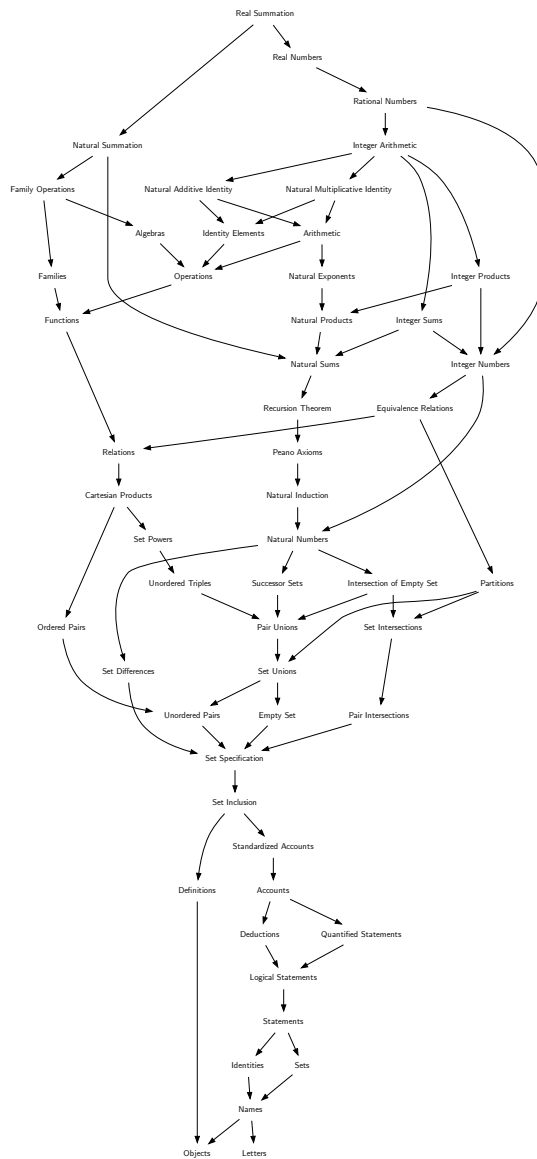 Real Summation
Real Numbers
Rational Numbers
Natural Summation
Integer Arithmetic
Family Operations
Natural Additive Identity
Natural Multiplicative Identity
Algebras
Identity Elements
Arithmetic
Families
Operations
Natural Exponents
Integer Products
Functions
Natural Products
Integer Sums
Natural Sums
Integer Numbers
Recursion Theorem
Equivalence Relations
Relations
Peano Axioms
Cartesian Products
Natural Induction
Set Powers
Natural Numbers
Unordered Triples
Successor Sets
Intersection of Empty Set
Partitions
Ordered Pairs
Pair Unions
Set Intersections
Set Differences
Set Unions
Unordered Pairs
Empty Set
Pair Intersections
Set Specification
Set Inclusion
Standardized Accounts
Definitions
Accounts
Deductions
Quantified Statements
Logical Statements
Statements
Identities
Sets
Names
Objects
Letters